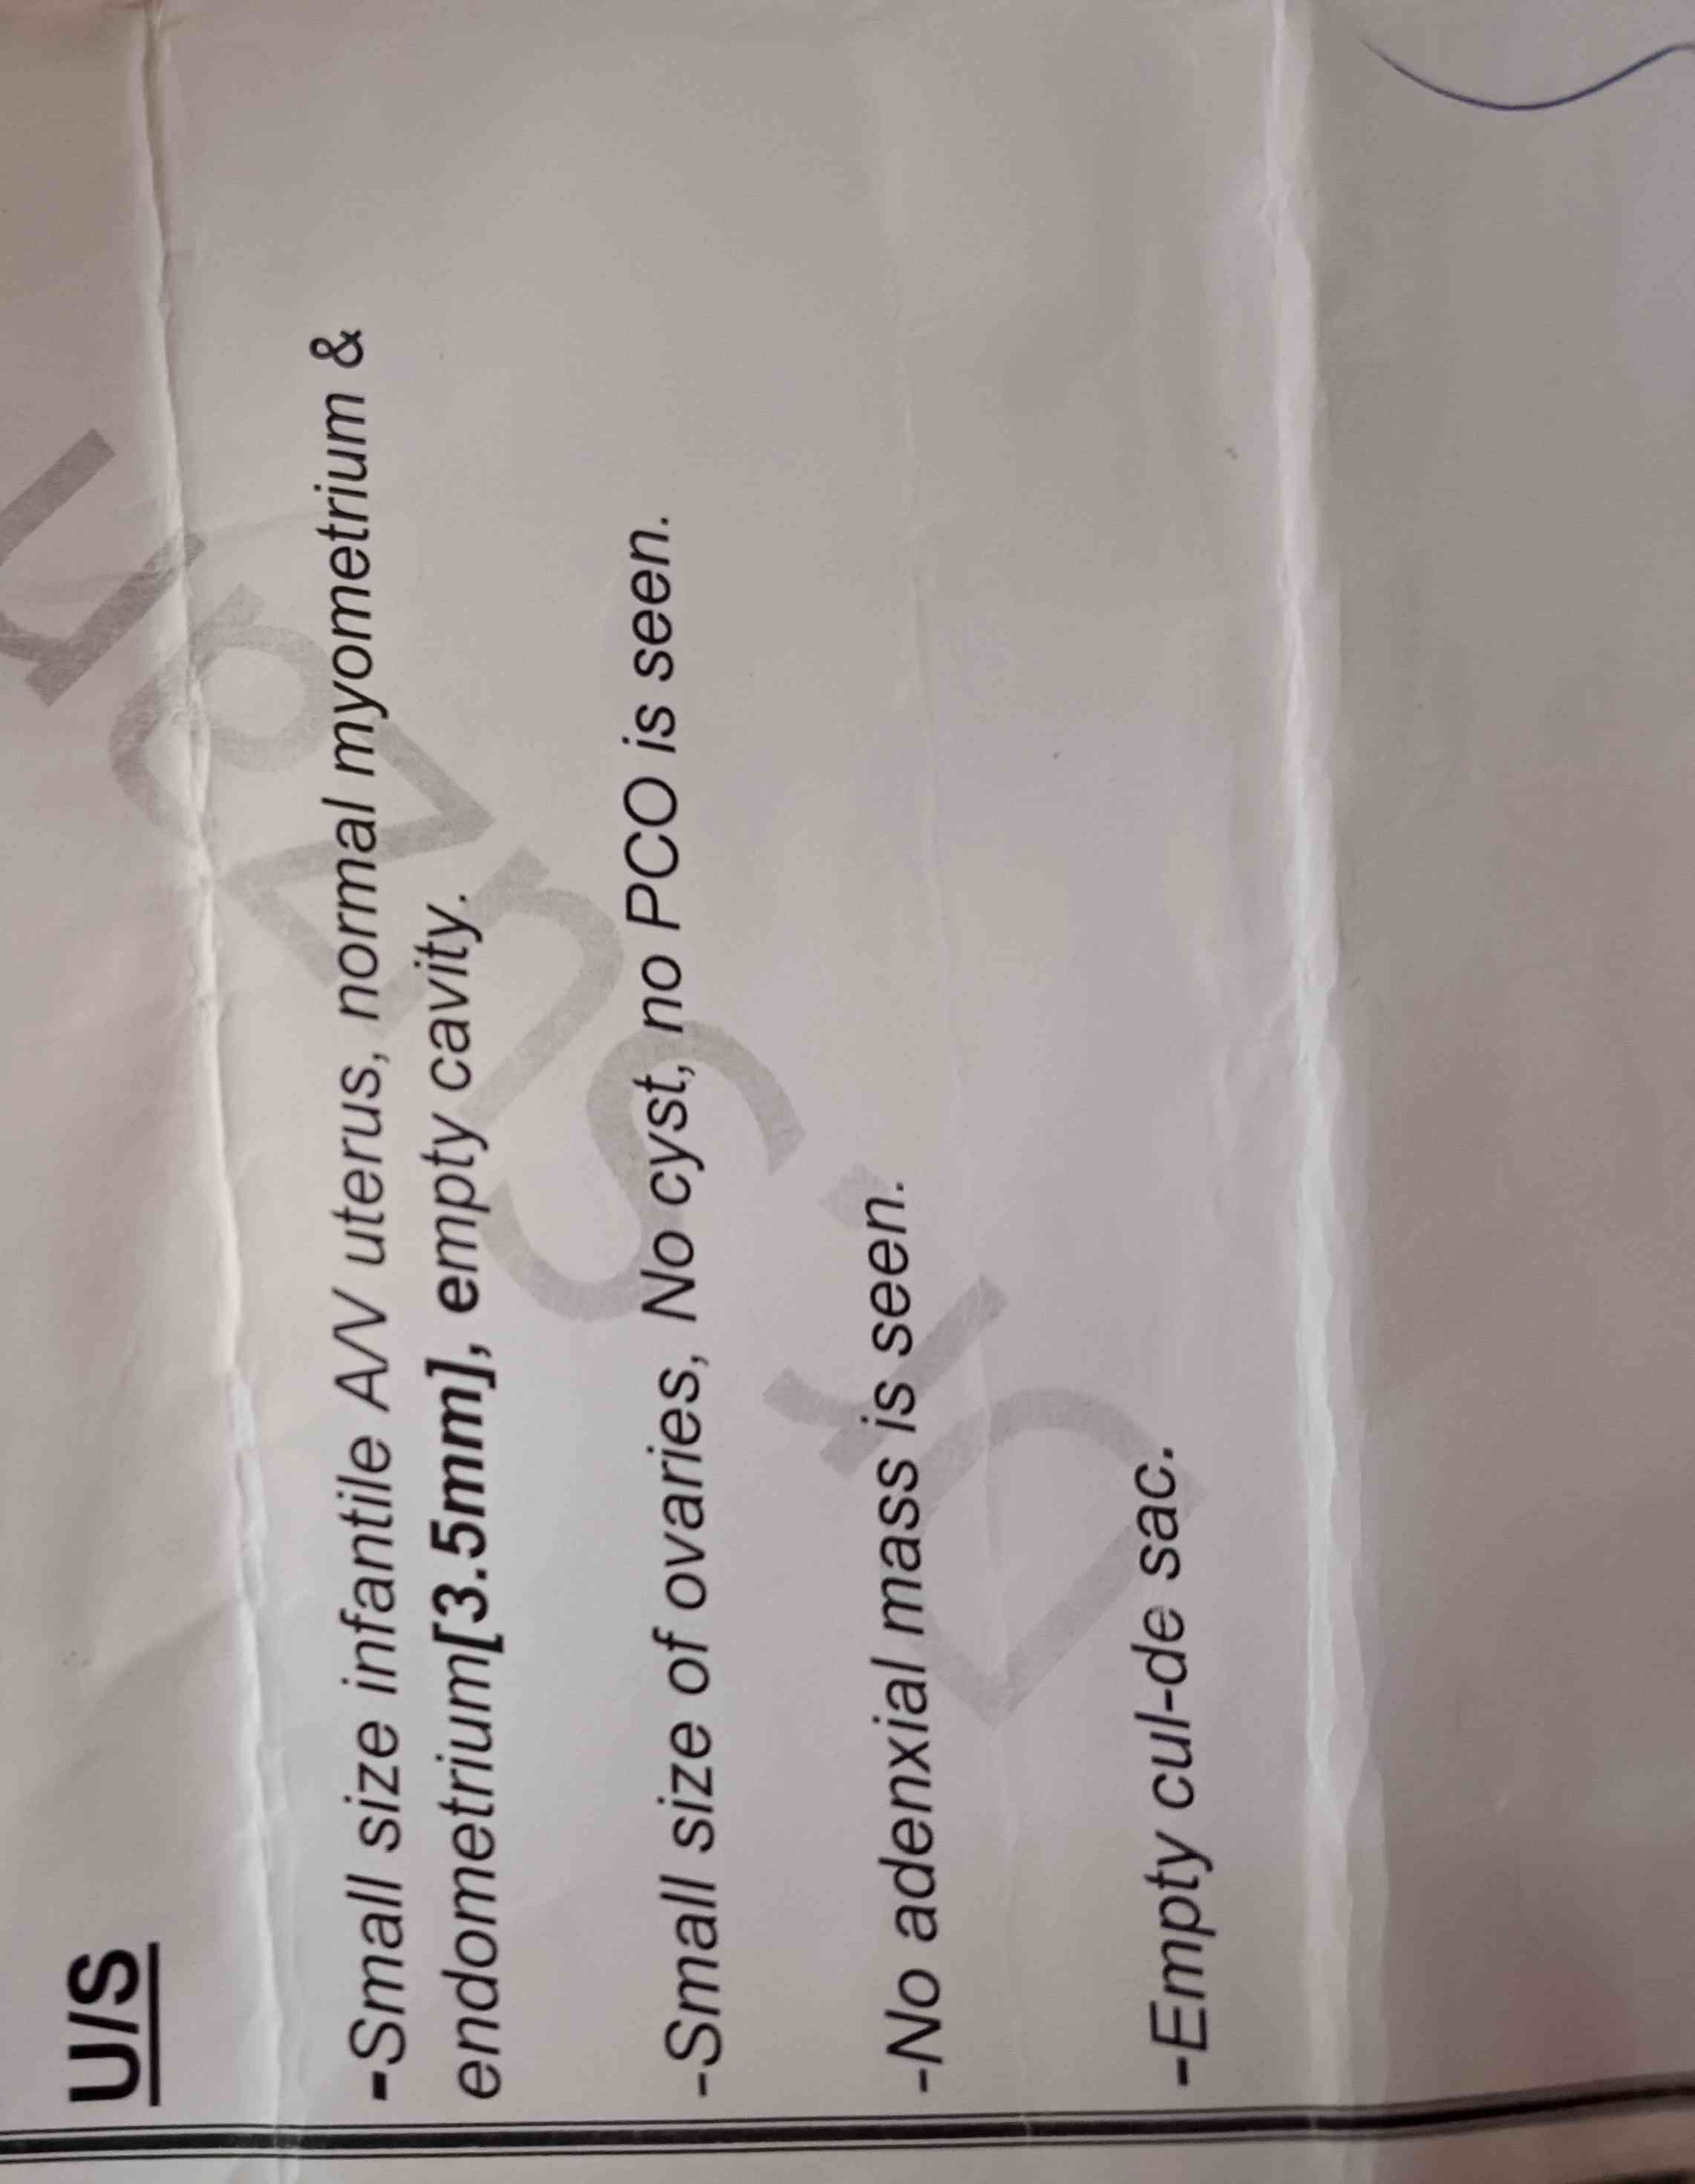 U/S
-Small size infantile A/V uterus, normal myometrium &
endometrium[3.5mm], empty cavity.
-Small size of ovaries, No cyst, no PCO is seen.
-No adenxial mass is seen.
-Empty cul-de sac.